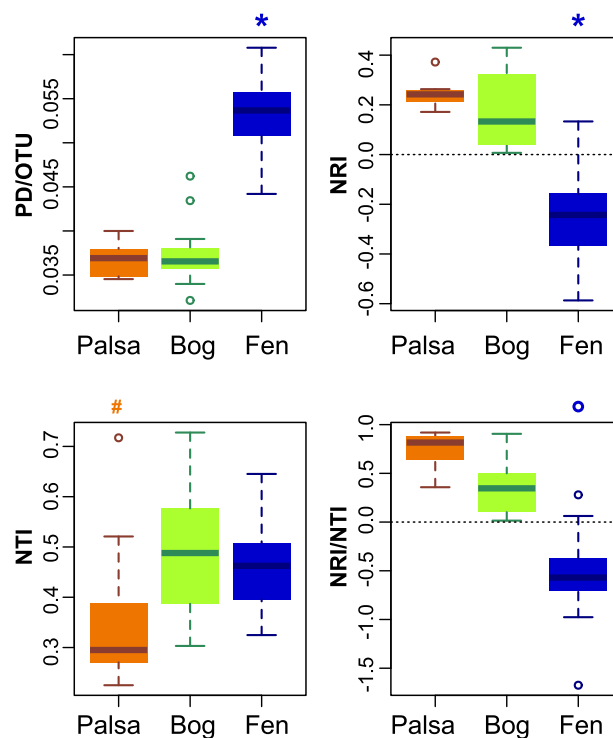 *
PD/OTU
0.035
0.045
0.055
Palsa Bog Fen
*
NRI
0.4
0.2
0.0
-0.2
-0.4
-0.6
Palsa Bog Fen
#
NTI
0.7
0.6
0.5
0.4
0.3
Palsa Bog Fen
NRI/NTI
1.0
0.5
0.0
-0.5
-1.0
-1.5
Palsa Bog Fen